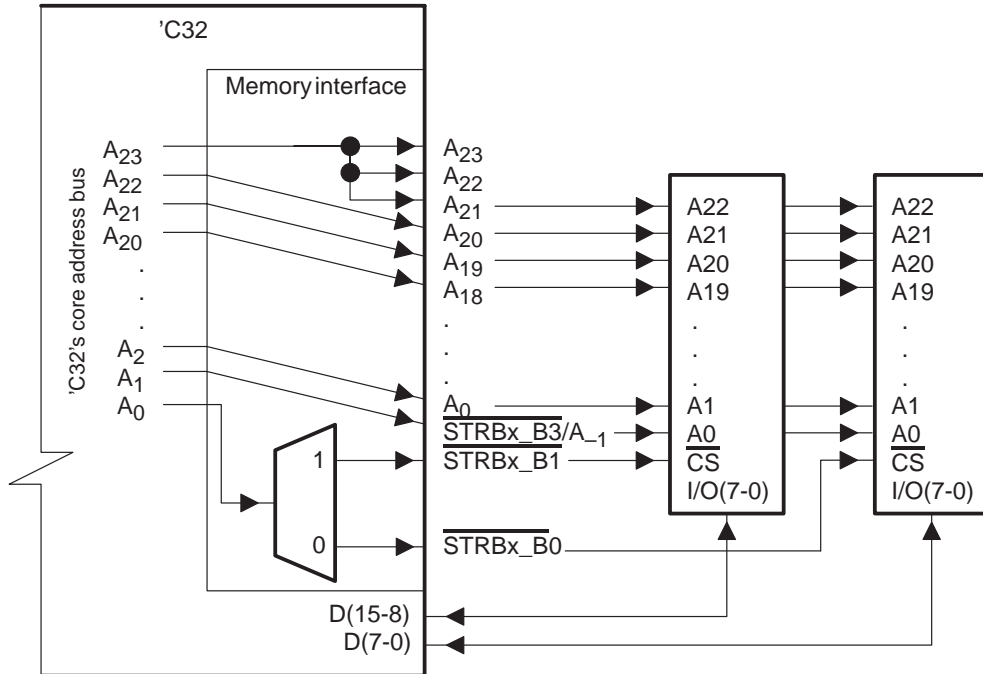 'C32
Memory interface
'C32's core address bus
A23
A22
A21
A20
.
.
.
A2
A1
A0
1
0
D(15-8)
D(7-0)
A23
A22
A21
A20
A19
A18
.
.
.
A0
STRBx_B3/A–1
STRBx_B1
STRBx_B0
A22
A21
A20
A19
.
.
.
A1
A0
CS
I/O(7-0)
A22
A21
A20
A19
.
.
.
A1
A0
CS
I/O(7-0)